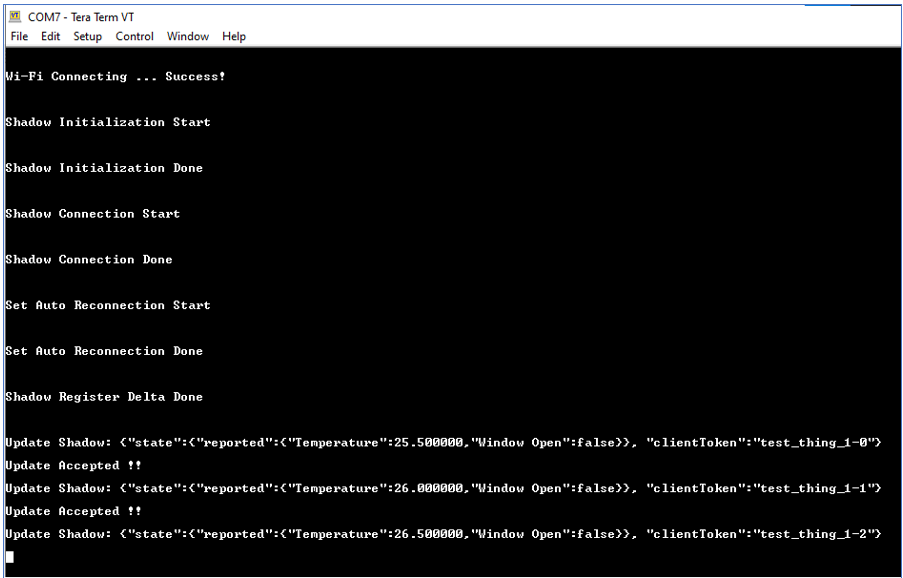 COM7 - Tera Term VT
File Edit Setup Control Window Help
Wi-Fi Connecting ... Success!
Shadow Initialization Start
Shadow Initialization Done
Shadow Connection Start
Shadow Connection Done
Set Auto Reconnection Start
Set Auto Reconnection Done
Shadow Register Delta Done
Update Shadow: {"state":{"reported":{"Temperature":25.500000,"Window Open":false}}, "clientToken":"test_thing_1-0"}
Update Accepted !!
Update Shadow: {"state":{"reported":{"Temperature":26.000000,"Window Open":false}}, "clientToken":"test_thing_1-1"}
Update Accepted !!
Update Shadow: {"state":{"reported":{"Temperature":26.500000,"Window Open":false}}, "clientToken":"test_thing_1-2"}